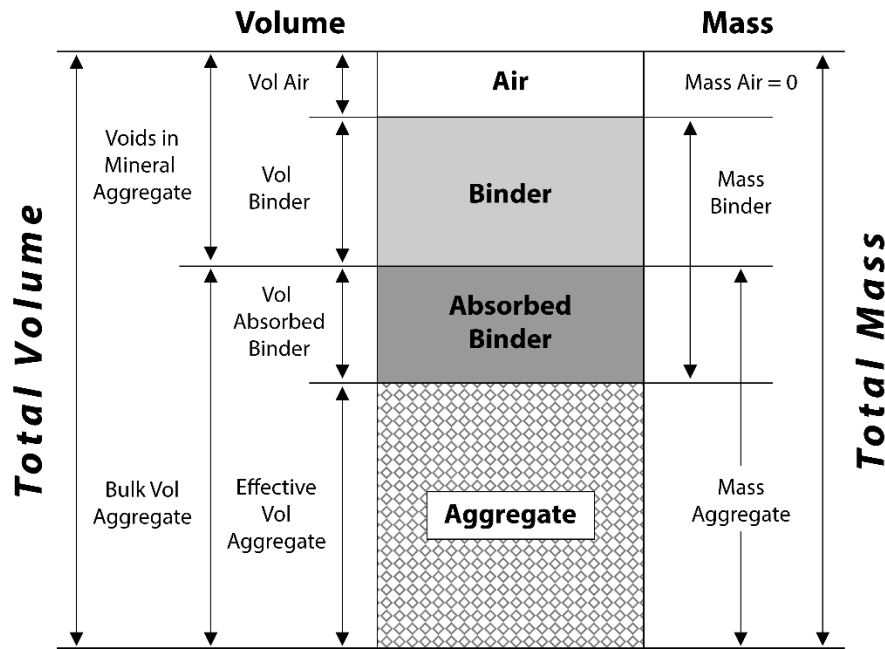 Volume
Mass
Total Volume
Voids in
Mineral
Aggregate
Vol Air
Air
Mass Air = 0
Vol
Binder
Binder
Mass
Binder
Vol
Absorbed
Binder
Absorbed
Binder
Bulk Vol
Aggregate
Effective
Vol
Aggregate
Aggregate
Mass
Aggregate
Total Mass